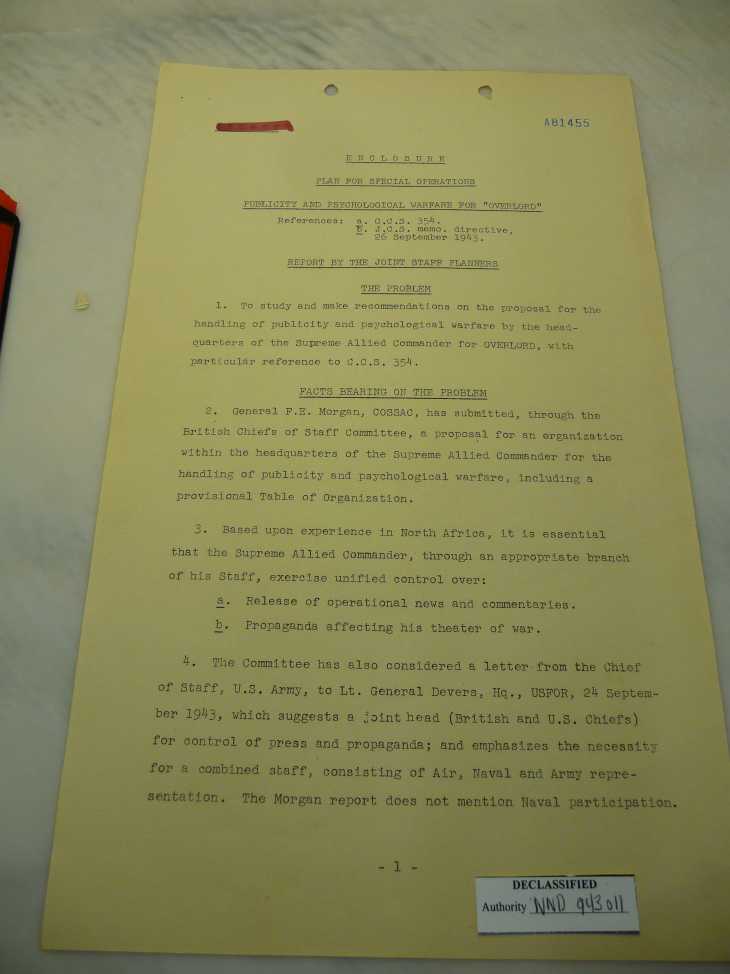 A81455
E N C L O S U R E
PLAN FOR SPECIAL OPERATIONS
PUBLICITY AND PSYCHOLOGICAL WARFARE FOR "OVERLORD"
References: a. C.C.S. 354.
b. J.C.S. memo. directive,
26 September 1943.
REPORT BY THE JOINT STAFF PLANNERS
THE PROBLEM
1. To study and make recommendations on the proposal for the
handling of publicity and psychological warfare by the head-
quarters of the Supreme Allied Commander for OVERLORD, with
particular reference to C.C.S. 354.
FACTS BEARING ON THE PROBLEM
2. General F.E. Morgan, COSSAC, has submitted, through the
British Chiefs of Staff Committee, a proposal for an organization
within the headquarters of the Supreme Allied Commander for the
handling of publicity and psychological warfare, including a
provisional Table of Organization.
3. Based upon experience in North Africa, it is essential
that the Supreme Allied Commander, through an appropriate branch
of his Staff, exercise unified control over:
a. Release of operational news and commentaries.
b. Propaganda affecting his theater of war.
4. The Committee has also considered a letter from the Chief
of Staff, U.S. Army, to Lt. General Devers, Hq., USFOR, 24 Septem-
ber 1943, which suggests a joint head (British and U.S. Chiefs)
for control of press and propaganda; and emphasizes the necessity
for a combined staff, consisting of Air, Naval and Army repre-
sentation. The Morgan report does not mention Naval participation.
- 1 -
DECLASSIFIED
Authority NND 943011